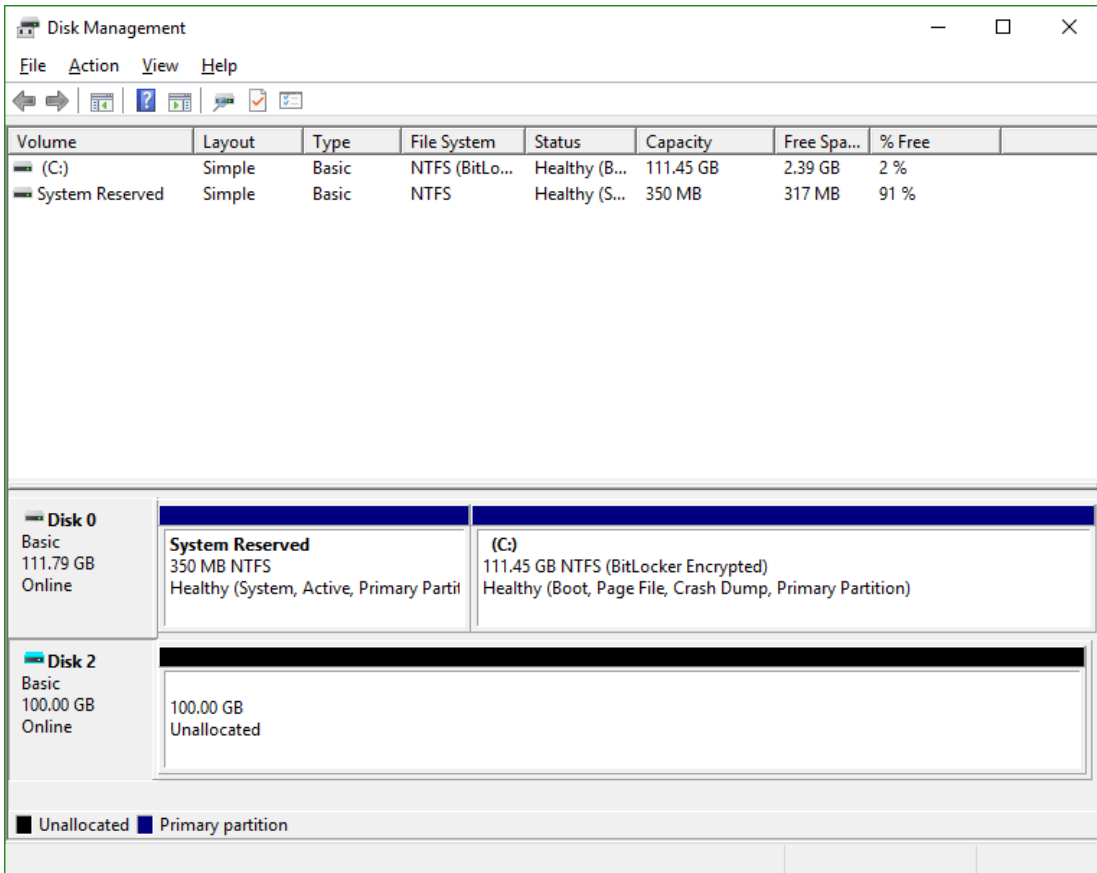 Disk Management
File Action View Help
Volume Layout Type File System Status Capacity Free Spa... % Free
(C:) Simple Basic NTFS (BitLo... Healthy (B... 111.45 GB 2.39 GB 2 %
System Reserved Simple Basic NTFS Healthy (S... 350 MB 317 MB 91 %
Disk 0
Basic
111.79 GB
Online
System Reserved
350 MB NTFS
Healthy (System, Active, Primary Partit
(C:)
111.45 GB NTFS (BitLocker Encrypted)
Healthy (Boot, Page File, Crash Dump, Primary Partition)
Disk 2
Basic
100.00 GB
Online
100.00 GB
Unallocated
Unallocated Primary partition